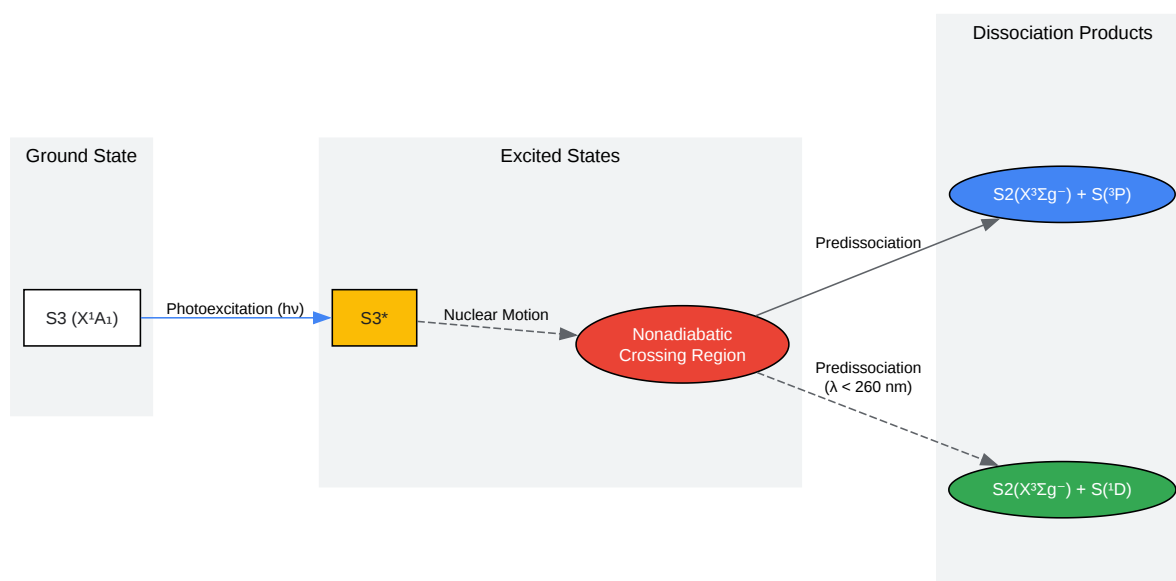 Dissociation Products
Ground State
Excited States
S2(X³Σg⁻) + S(³P)
Predissociation
S3 (X¹A₁)
Photoexcitation (hν)
S3*
Nuclear Motion
Nonadiabatic
Crossing Region
Predissociation
(λ < 260 nm)
S2(X³Σg⁻) + S(¹D)